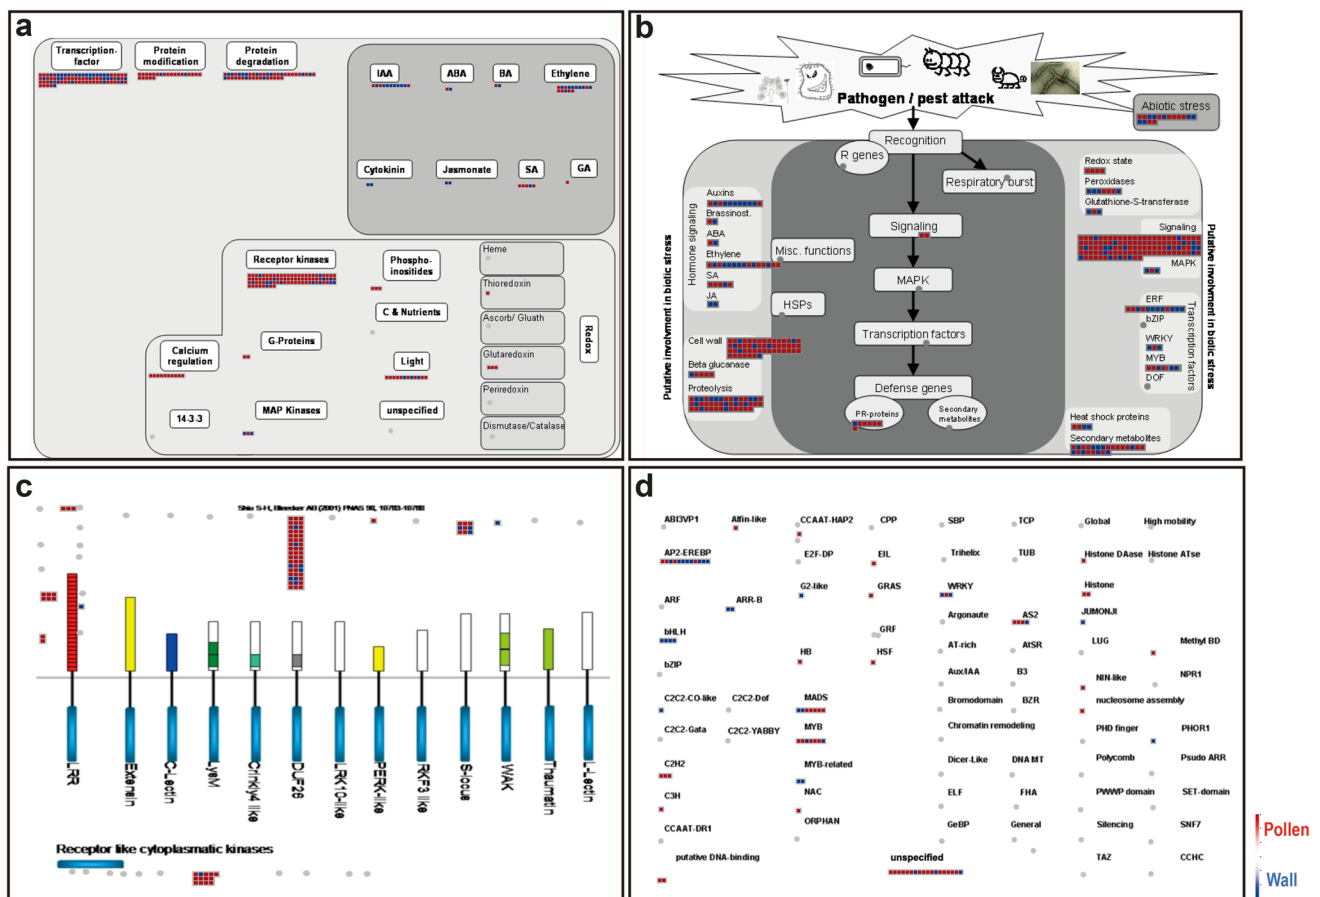 a
Transcription-
factor
Protein
modification
Protein
degradation
IAA
ABA
BA
Ethylene
Cytokinin
Jasmonate
SA
GA
Receptor kinases
Phospho-
inositides
C & Nutrients
G-Proteins
Calcium
regulation
Light
14-3-3
MAP Kinases
unspecified
Heme
Thioredoxin
Ascorb/ Gluath
Glutaredoxin
Periredoxin
Dismutase/Catalase
Redox
b
Pathogen / pest attack
Abiotic stress
Recognition
R genes
Respiratory burst
Signaling
Misc. functions
MAPK
HSPs
Transcription factors
Defense genes
PR-proteins
Secondary
metabolites
Putative involvment in biotic stress
Hormone signaling
Auxins
Brassinost.
ABA
Ethylene
SA
JA
Cell wall
Beta glucanase
Proteolysis
Redox state
Peroxidases
Glutathione-S-transferase
Signaling
MAPK
ERF
bZIP
WRKY
MYB
DOF
Transcription factors
Putative involvment in biotic stress
Heat shock proteins
Secondary metabolites
c
Shiu S-H, Bleecker AB (2001) PNAS 98, 10763-10768
LRR
Extensin
C-Lectin
LysM
Crinkly4 like
DUF26
LRK10-like
PERK-like
RKF3 like
S-locus
WAK
Thaumatin
L-Lectin
Receptor like cytoplasmatic kinases
d
ABI3VP1
Alfin-like
CCAAT-HAP2
CPP
SBP
TCP
Global
High mobility
AP2-EREBP
E2F-DP
EIL
Trihelix
TUB
Histone DAase
Histone ATse
G2-like
GRAS
WRKY
Histone
ARF
ARR-B
Argonaute
AS2
JUMONJI
bHLH
GRF
AT-rich
AtSR
LUG
Methyl BD
HB
HSF
bZIP
Aux/IAA
B3
NIN-like
NPR1
C2C2-CO-like
C2C2-Dof
MADS
Bromodomain
BZR
nucleosome assembly
C2C2-Gata
C2C2-YABBY
MYB
Chromatin remodeling
PHD finger
PHOR1
C2H2
MYB-related
Dicer-Like
DNA MT
Polycomb
Psudo ARR
C3H
NAC
ELF
FHA
PWWP domain
SET-domain
CCAAT-DR1
ORPHAN
GeBP
General
Silencing
SNF7
putative DNA-binding
unspecified
TAZ
CCHC
Pollen
Wall